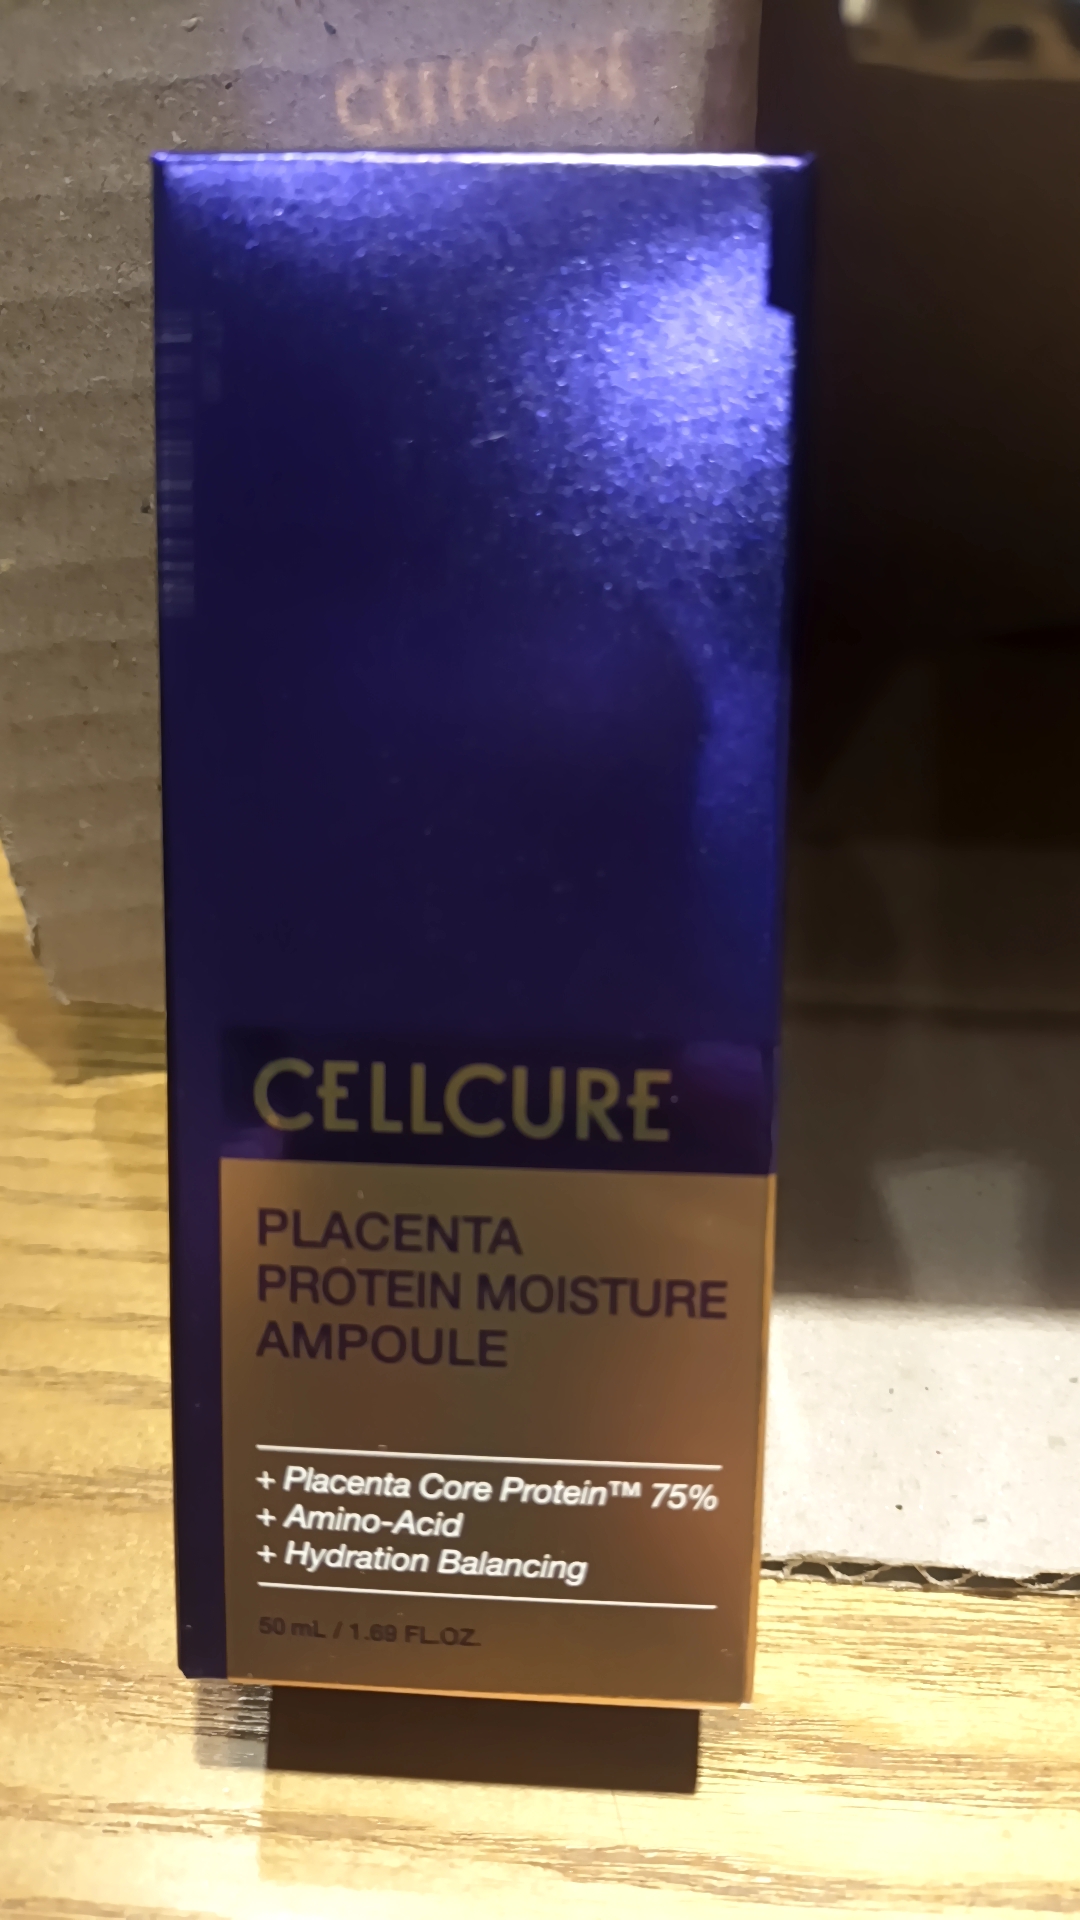 CELLCURE
PLACENTA
PROTEIN MOISTURE
AMPOULE
+ Placenta Core Protein™ 75%
+ Amino-Acid
+ Hydration Balancing
50 mL / 1.69 FL.OZ.